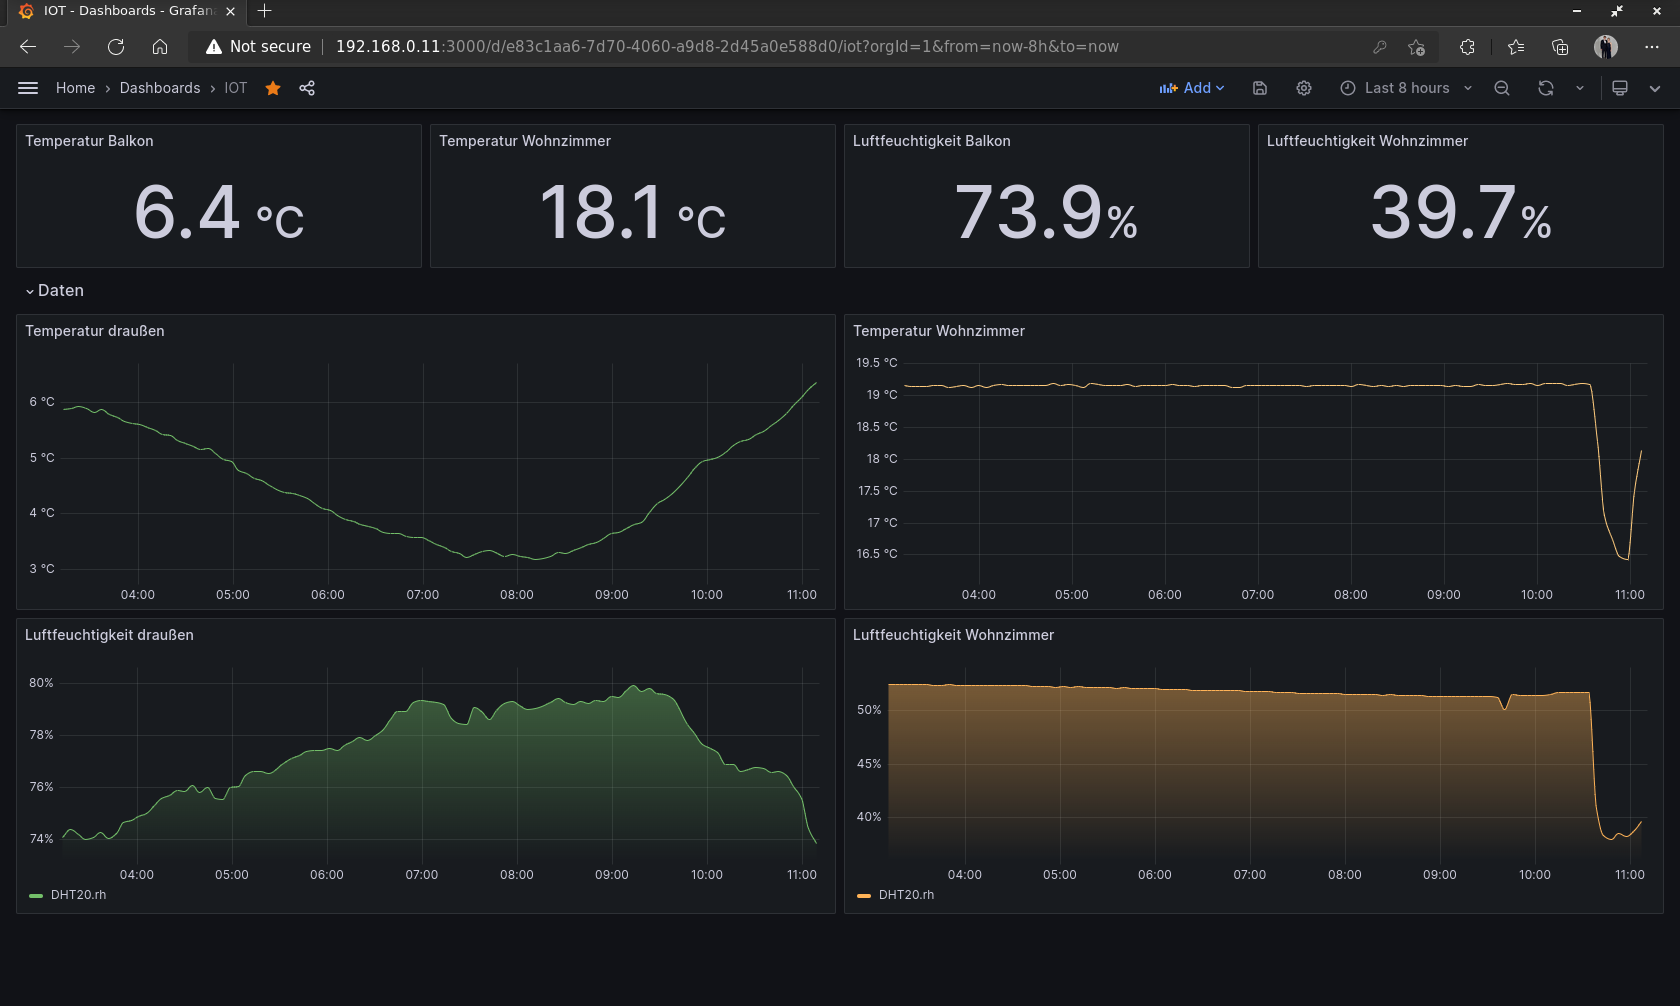 IOT - Dashboards - Grafana
Not secure
192.168.0.11:3000/d/e83c1aa6-7d70-4060-a9d8-2d45a0e588d0/iot?orgId=1&from=now-8h&to=now
Home › Dashboards › IOT
Add
Last 8 hours
Temperatur Balkon
6.4 °C
Temperatur Wohnzimmer
18.1 °C
Luftfeuchtigkeit Balkon
73.9%
Luftfeuchtigkeit Wohnzimmer
39.7%
Daten
Temperatur draußen
6 °C
5 °C
4 °C
3 °C
04:00 05:00 06:00 07:00 08:00 09:00 10:00 11:00
Temperatur Wohnzimmer
19.5 °C
19 °C
18.5 °C
18 °C
17.5 °C
17 °C
16.5 °C
04:00 05:00 06:00 07:00 08:00 09:00 10:00 11:00
Luftfeuchtigkeit draußen
80%
78%
76%
74%
04:00 05:00 06:00 07:00 08:00 09:00 10:00 11:00
DHT20.rh
Luftfeuchtigkeit Wohnzimmer
50%
45%
40%
04:00 05:00 06:00 07:00 08:00 09:00 10:00 11:00
DHT20.rh